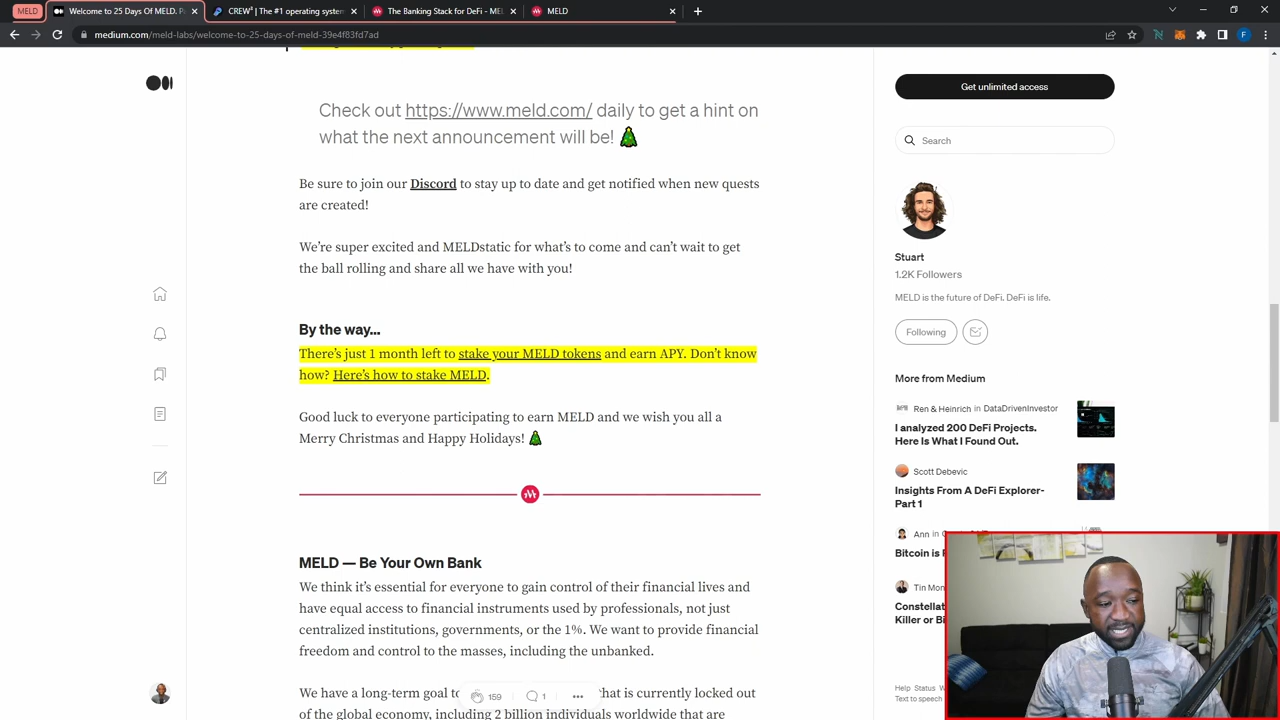 MELD
Welcome to 25 Days Of MELD.
CREW³ | The #1 operating system
The Banking Stack for DeFi - MEL
MELD
medium.com/meld-labs/welcome-to-25-days-of-meld-39e4f83fd7ad
Check out https://www.meld.com/ daily to get a hint on
what the next announcement will be!
Be sure to join our Discord to stay up to date and get notified when new quests
are created!
We're super excited and MELDstatic for what's to come and can't wait to get
the ball rolling and share all we have with you!
By the way...
There's just 1 month left to stake your MELD tokens and earn APY. Don't know
how? Here's how to stake MELD.
Good luck to everyone participating to earn MELD and we wish you all a
Merry Christmas and Happy Holidays!
MELD — Be Your Own Bank
We think it's essential for everyone to gain control of their financial lives and
have equal access to financial instruments used by professionals, not just
centralized institutions, governments, or the 1%. We want to provide financial
freedom and control to the masses, including the unbanked.
We have a long-term goal to
that is currently locked out
159
1
of the global economy, including 2 billion individuals worldwide that are
Get unlimited access
Search
Stuart
1.2K Followers
MELD is the future of DeFi. DeFi is life.
Following
More from Medium
Ren & Heinrich in DataDrivenInvestor
I analyzed 200 DeFi Projects.
Here Is What I Found Out.
Scott Debevic
Insights From A DeFi Explorer-
Part 1
Ann in
Bitcoin is
Tin
Killer or
Help Status
Text to speech